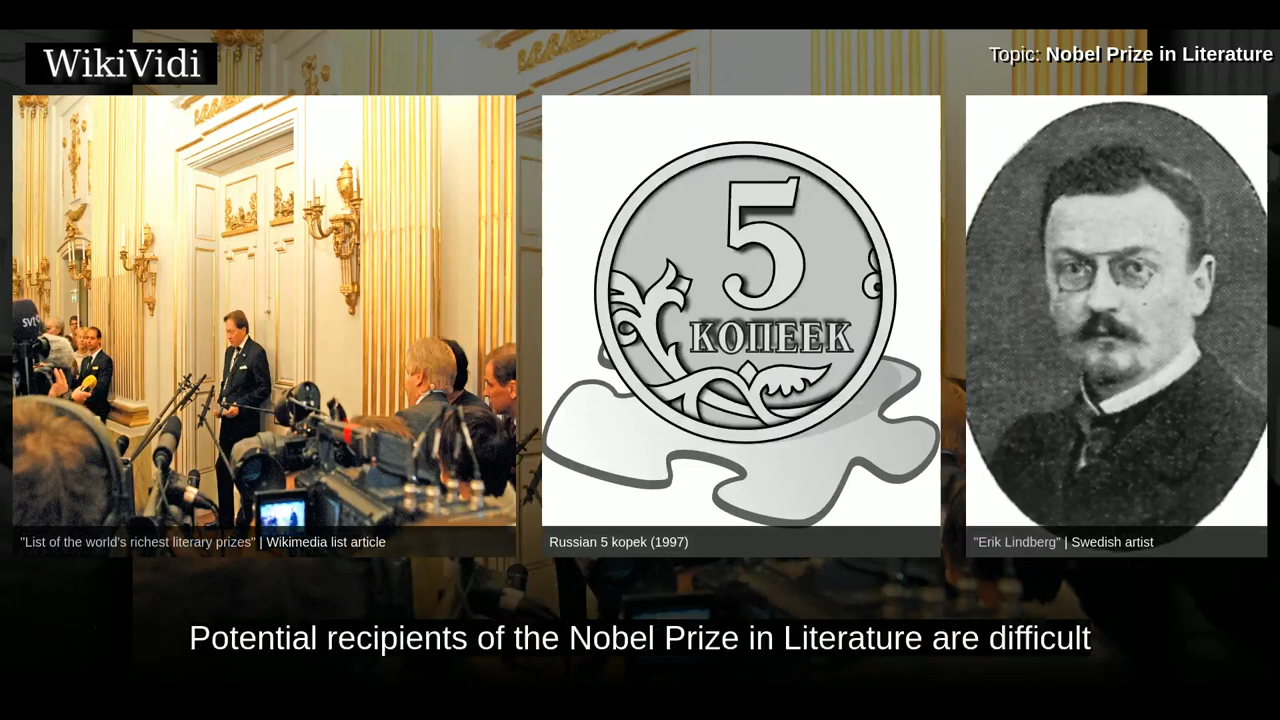 WikiVidi
Topic: Nobel Prize in Literature
svt
5
КОПЕЕК
"List of the world's richest literary prizes" | Wikimedia list article
Russian 5 kopek (1997)
"Erik Lindberg" | Swedish artist
Potential recipients of the Nobel Prize in Literature are difficult